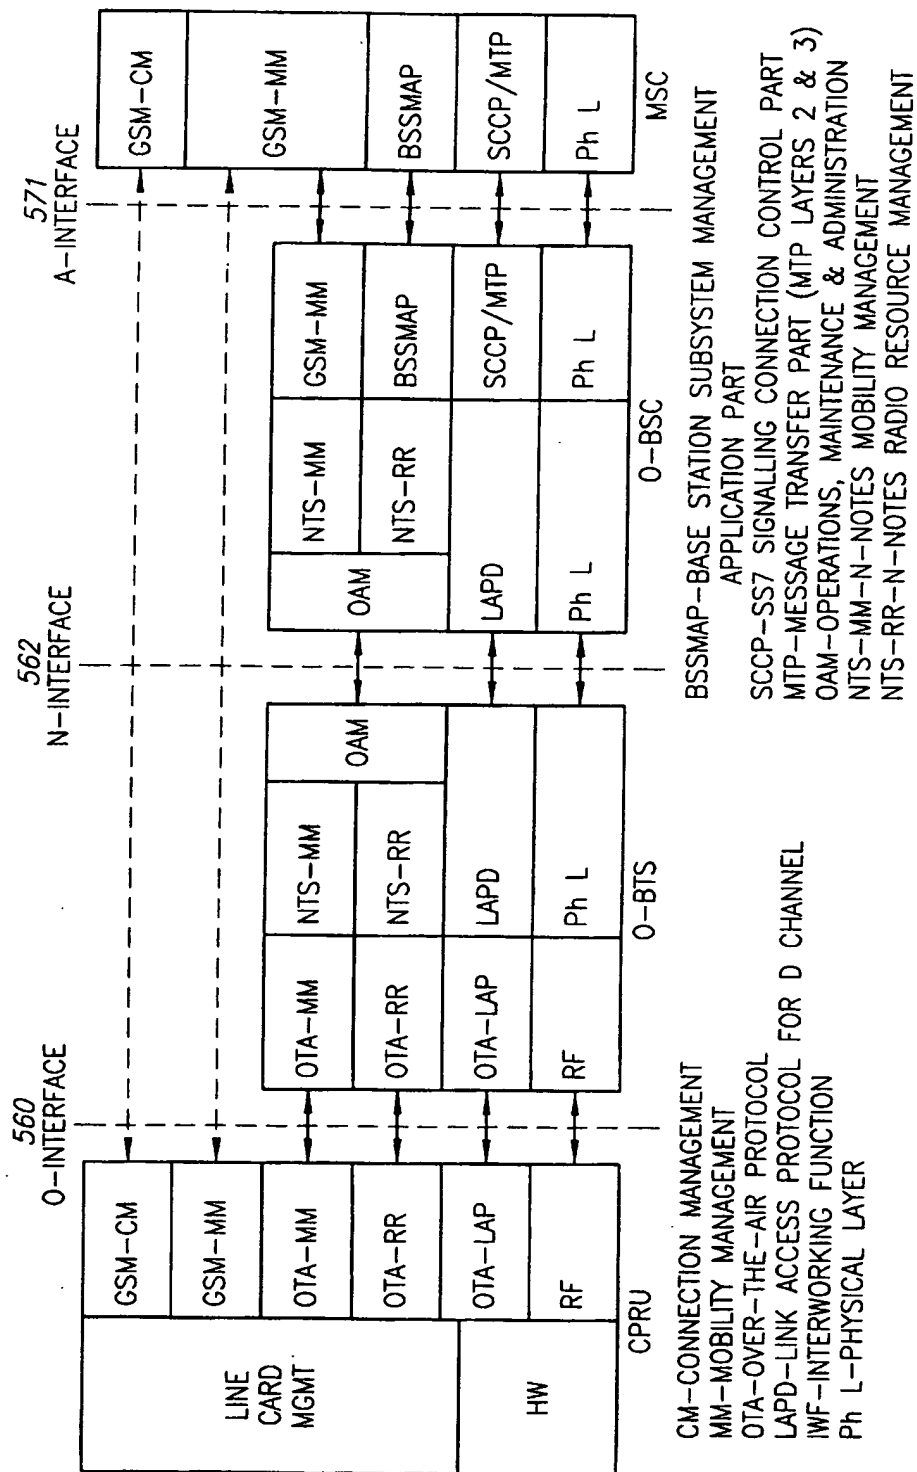 560
O-INTERFACE
562
N-INTERFACE
571
A-INTERFACE
LINE
CARD
MGMT
HW
GSM-CM
GSM-MM
OTA-MM
OTA-RR
OTA-LAP
RF
CPRU
OTA-MM
OTA-RR
OTA-LAP
RF
NTS-MM
NTS-RR
OAM
LAPD
Ph L
O-BTS
OAM
NTS-MM
NTS-RR
LAPD
Ph L
GSM-MM
BSSMAP
SCCP/MTP
Ph L
O-BSC
GSM-CM
GSM-MM
BSSMAP
SCCP/MTP
Ph L
MSC
CM-CONNECTION MANAGEMENT
MM-MOBILITY MANAGEMENT
OTA-OVER-THE-AIR PROTOCOL
LAPD-LINK ACCESS PROTOCOL FOR D CHANNEL
IWF-INTERWORKING FUNCTION
Ph L-PHYSICAL LAYER
BSSMAP-BASE STATION SUBSYSTEM MANAGEMENT
APPLICATION PART
SCCP-SS7 SIGNALLING CONNECTION CONTROL PART
MTP-MESSAGE TRANSFER PART (MTP LAYERS 2 & 3)
OAM-OPERATIONS, MAINTENANCE & ADMINISTRATION
NTS-MM-N-NOTES MOBILITY MANAGEMENT
NTS-RR-N-NOTES RADIO RESOURCE MANAGEMENT